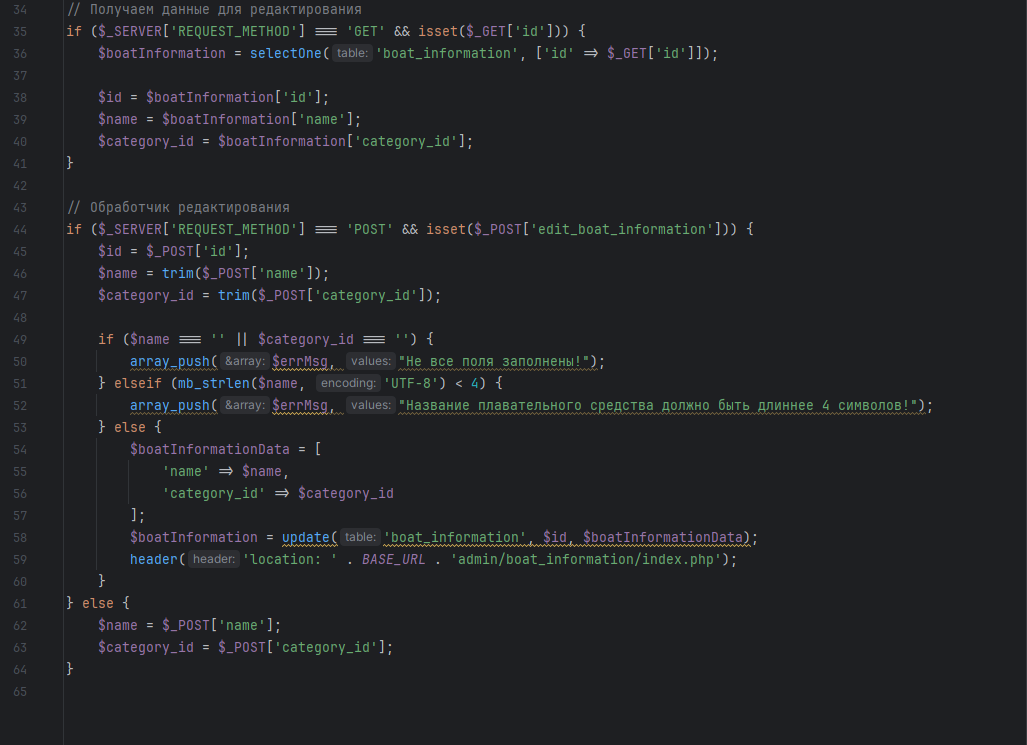 34 // Получаем данные для редактирования
35 if ($_SERVER['REQUEST_METHOD'] === 'GET' && isset($_GET['id'])) {
36 $boatInformation = selectOne( table: 'boat_information', ['id' => $_GET['id']]);
37
38 $id = $boatInformation['id'];
39 $name = $boatInformation['name'];
40 $category_id = $boatInformation['category_id'];
41 }
42
43 // Обработчик редактирования
44 if ($_SERVER['REQUEST_METHOD'] === 'POST' && isset($_POST['edit_boat_information'])) {
45 $id = $_POST['id'];
46 $name = trim($_POST['name']);
47 $category_id = trim($_POST['category_id']);
48
49 if ($name === '' || $category_id === '') {
50 array_push( &array: $errMsg, values: "Не все поля заполнены!");
51 } elseif (mb_strlen($name, encoding: 'UTF-8') < 4) {
52 array_push( &array: $errMsg, values: "Название плавательного средства должно быть длиннее 4 символов!");
53 } else {
54 $boatInformationData = [
55 'name' => $name,
56 'category_id' => $category_id
57 ];
58 $boatInformation = update( table: 'boat_information', $id, $boatInformationData);
59 header( header: 'location: ' . BASE_URL . 'admin/boat_information/index.php');
60 }
61 } else {
62 $name = $_POST['name'];
63 $category_id = $_POST['category_id'];
64 }
65